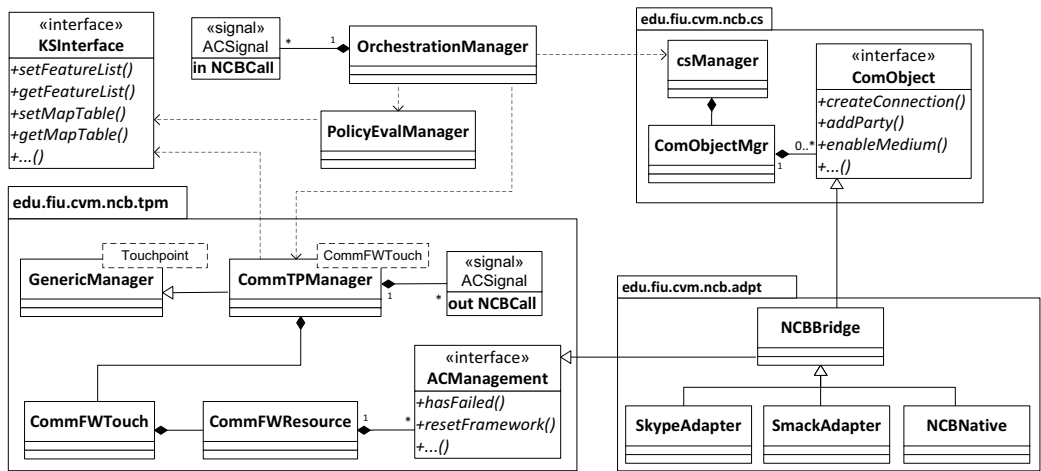 «interface»
KSInterface
+setFeatureList()
+getFeatureList()
+setMapTable()
+getMapTable()
+...()
«signal»
ACSignal
in NCBCall
*
1
OrchestrationManager
PolicyEvalManager
edu.fiu.cvm.ncb.cs
csManager
ComObjectMgr
1
0..*
«interface»
ComObject
+createConnection()
+addParty()
+enableMedium()
+...()
edu.fiu.cvm.ncb.tpm
Touchpoint
GenericManager
CommFWTouch
CommTPManager
1
*
«signal»
ACSignal
out NCBCall
CommFWTouch
CommFWResource
1
*
«interface»
ACManagement
+hasFailed()
+resetFramework()
+...()
edu.fiu.cvm.ncb.adpt
NCBBridge
SkypeAdapter
SmackAdapter
NCBNative